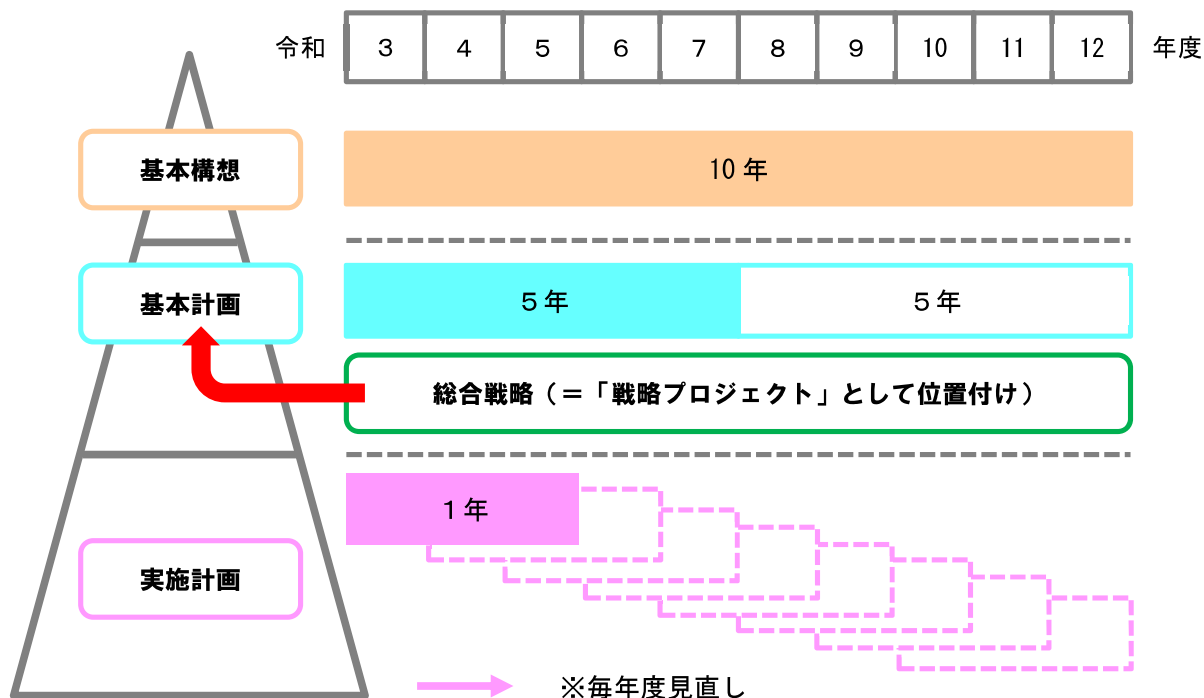 令和 3 4 5 6 7 8 9 10 11 12 年度
基本構想 10年
基本計画 5年 5年
総合戦略(=「戦略プロジェクト」として位置付け)
1年
実施計画
※毎年度見直し